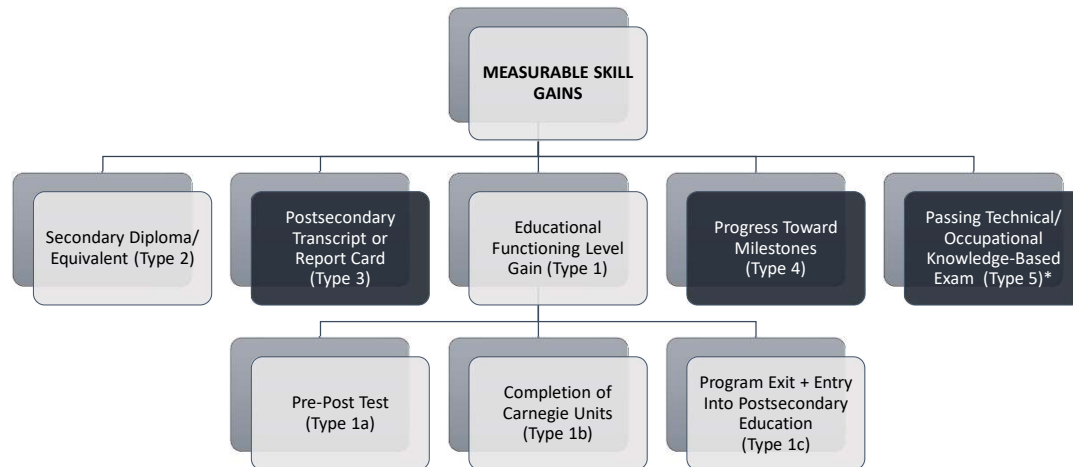 MEASURABLE SKILL
GAINS
Secondary Diploma/
Equivalent (Type 2)
Postsecondary
Transcript or
Report Card
(Type 3)
Educational
Functioning Level
Gain (Type 1)
Progress Toward
Milestones
(Type 4)
Passing Technical/
Occupational
Knowledge-Based
Exam (Type 5)*
Pre-Post Test
(Type 1a)
Completion of
Carnegie Units
(Type 1b)
Program Exit + Entry
Into Postsecondary
Education
(Type 1c)